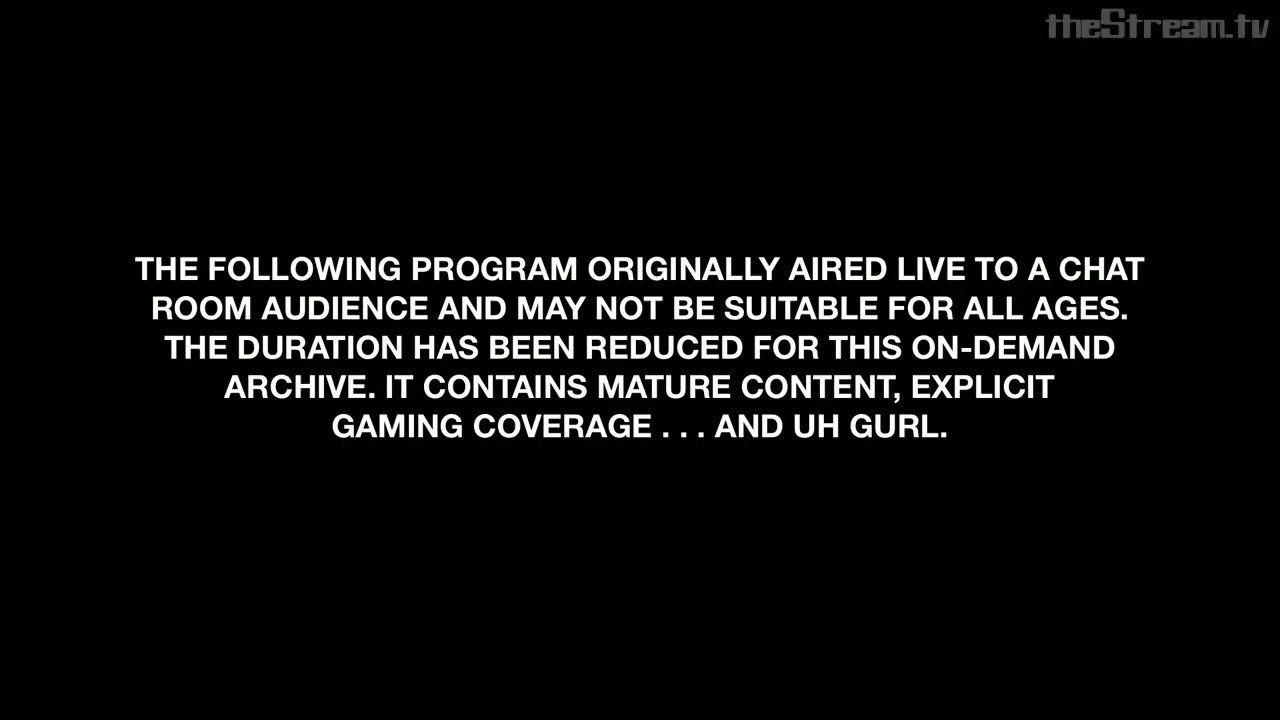 theStream.tv
THE FOLLOWING PROGRAM ORIGINALLY AIRED LIVE TO A CHAT
ROOM AUDIENCE AND MAY NOT BE SUITABLE FOR ALL AGES.
THE DURATION HAS BEEN REDUCED FOR THIS ON-DEMAND
ARCHIVE. IT CONTAINS MATURE CONTENT, EXPLICIT
GAMING COVERAGE . . . AND UH GURL.